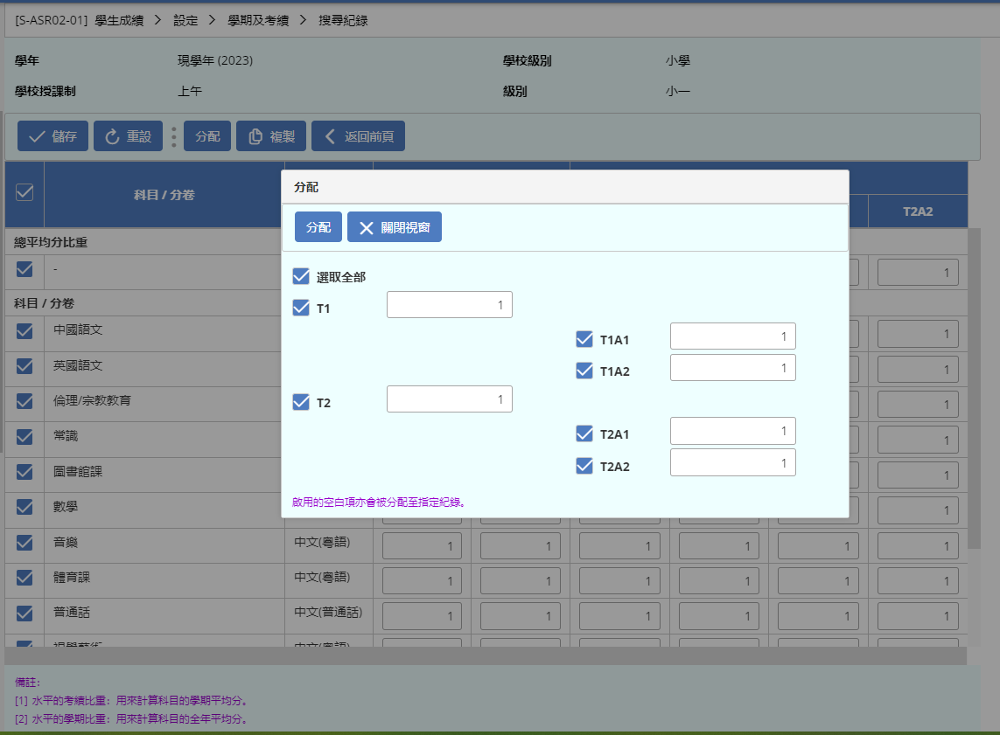 [S-ASR02-01] 學生成績 > 設定 > 學期及考績 > 搜尋紀錄
學年 現學年 (2023) 學校級別 小學
學校授課制 上午 級別 小一
儲存 重設 分配 複製 返回前頁
科目 / 分卷
T2A2
分配
分配 關閉視窗
選取全部
T1 1
T1A1 1
T1A2 1
T2 1
T2A1 1
T2A2 1
啟用的空白項亦會被分配至指定紀錄。
總平均分比重
- 1
科目 / 分卷
中國語文 1
英國語文 1
倫理/宗教教育 1
常識 1
圖書館課 1
數學 1
音樂 中文(粵語) 1 1 1 1 1 1
體育課 中文(粵語) 1 1 1 1 1 1
普通話 中文(普通話) 1 1 1 1 1 1
備註:
[1] 水平的考績比重: 用來計算科目的學期平均分。
[2] 水平的學期比重: 用來計算科目的全年平均分。